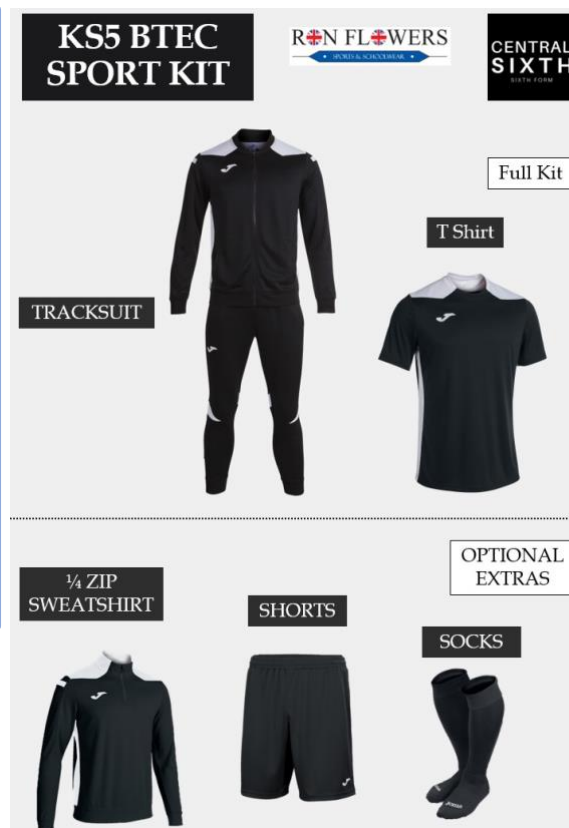 KS5 BTEC
SPORT KIT
RON FLOWERS
SPORTS & SCHOOLWEAR
CENTRAL
SIXTH
SIXTH FORM
Full Kit
T Shirt
TRACKSUIT
OPTIONAL
EXTRAS
¼ ZIP
SWEATSHIRT
SHORTS
SOCKS
Joma